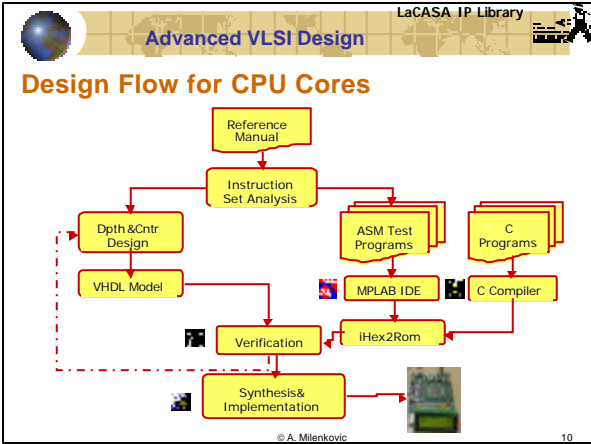 LaCASA IP Library
Advanced VLSI Design
Design Flow for CPU Cores
Reference
Manual
Instruction
Set Analysis
Dpth&Cntr
Design
ASM Test
Programs
C
Programs
VHDL Model
MPLAB IDE
C Compiler
Verification
iHex2Rom
Synthesis&
Implementation
© A. Milenkovic
10